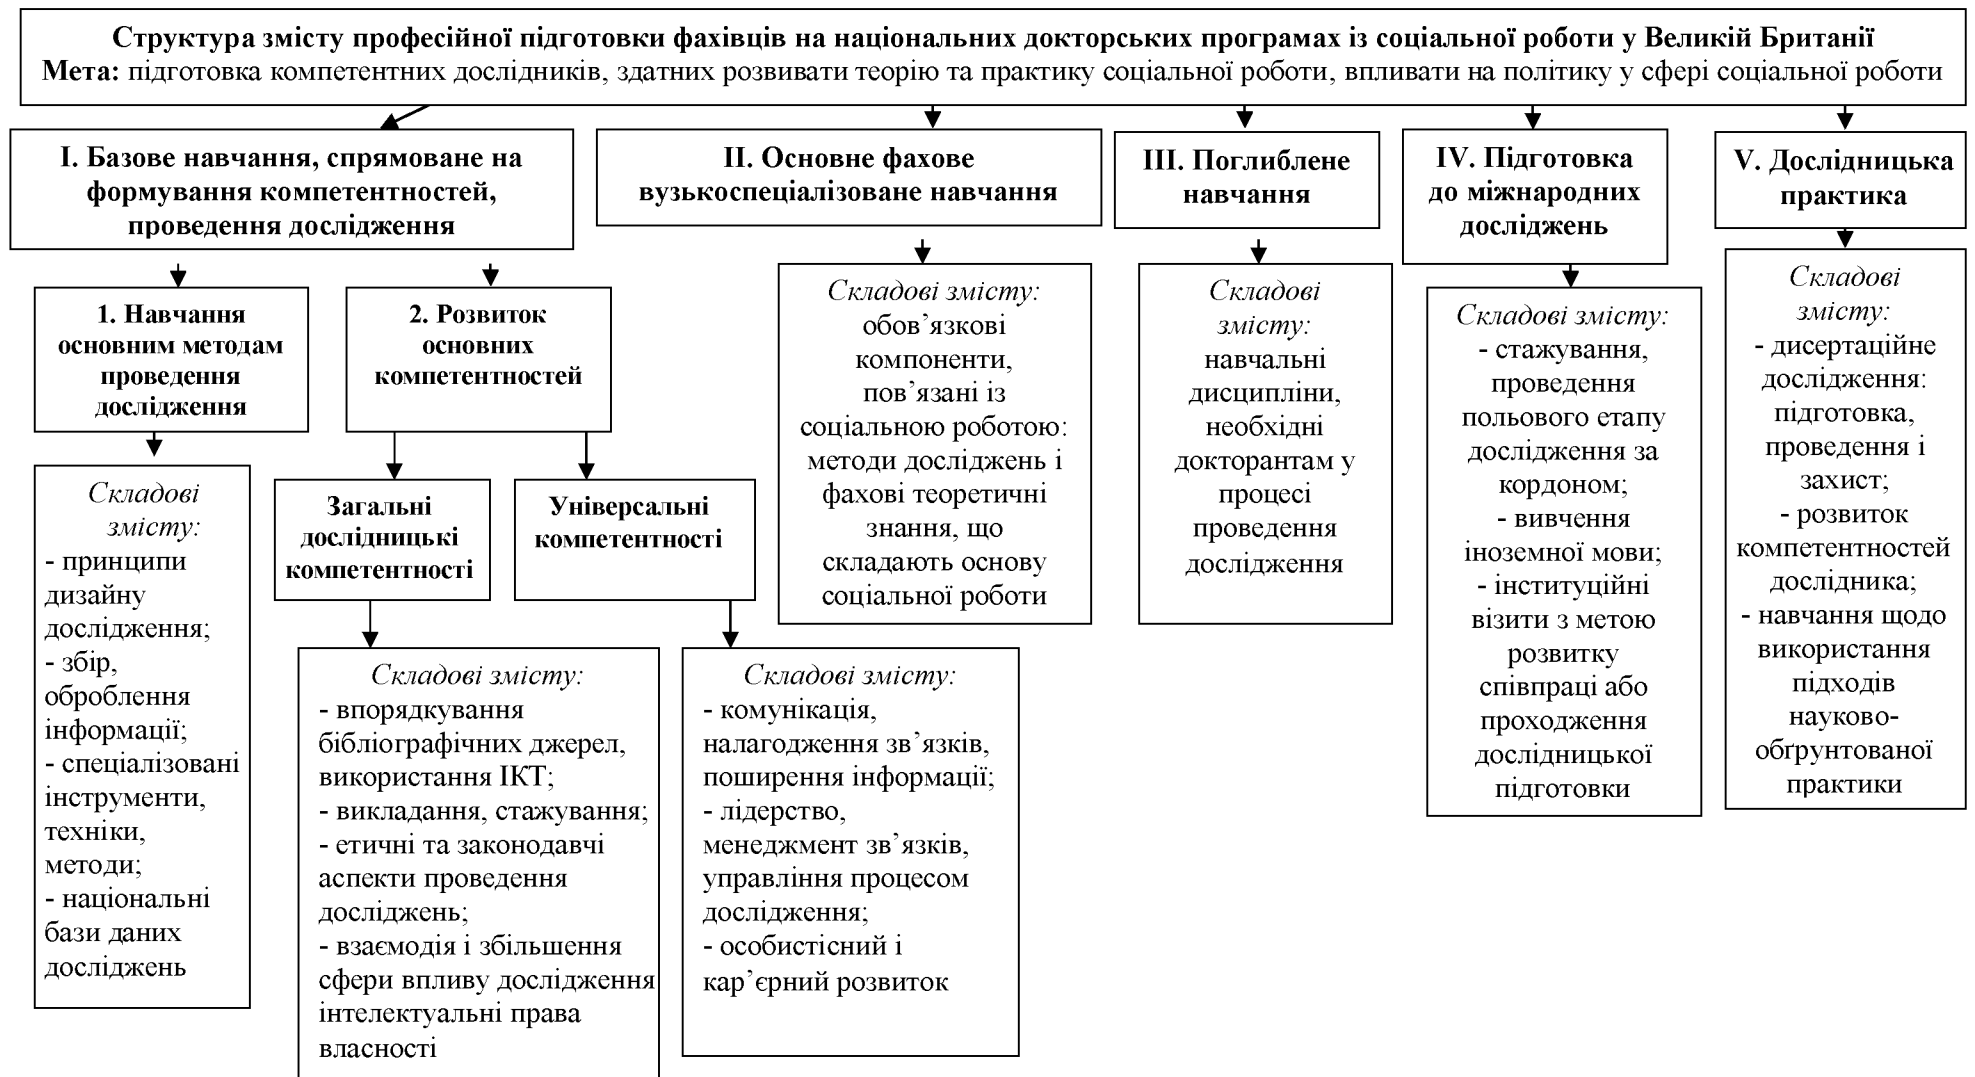 Структура змісту професійної підготовки фахівців на національних докторських програмах із соціальної роботи у Великій Британії
Мета: підготовка компетентних дослідників, здатних розвивати теорію та практику соціальної роботи, впливати на політику у сфері соціальної роботи
I. Базове навчання, спрямоване на
формування компетентностей,
проведення дослідження
II. Основне фахове
вузькоспеціалізоване навчання
III. Поглиблене
навчання
IV. Підготовка
до міжнародних
досліджень
V. Дослідницька
практика
1. Навчання
основним методам
проведення
дослідження
2. Розвиток
основних
компетентностей
Складові
змісту:
- принципи
дизайну
дослідження;
- збір,
оброблення
інформації;
- спеціалізовані
інструменти,
техніки,
методи;
- національні
бази даних
досліджень
Загальні
дослідницькі
компетентності
Універсальні
компетентності
Складові змісту:
- впорядкування
бібліографічних джерел,
використання ІКТ;
- викладання, стажування;
- етичні та законодавчі
аспекти проведення
досліджень;
- взаємодія і збільшення
сфери впливу дослідження
інтелектуальні права
власності
Складові змісту:
- комунікація,
налагодження зв’язків,
поширення інформації;
- лідерство,
менеджмент зв’язків,
управління процесом
дослідження;
- особистісний і
кар’єрний розвиток
Складові змісту:
обов’язкові
компоненти,
пов’язані із
соціальною роботою:
методи досліджень і
фахові теоретичні
знання, що
складають основу
соціальної роботи
Складові
змісту:
навчальні
дисципліни,
необхідні
докторантам у
процесі
проведення
дослідження
Складові змісту:
- стажування,
проведення
польового етапу
дослідження за
кордоном;
- вивчення
іноземної мови;
- інституційні
візити з метою
розвитку
співпраці або
проходження
дослідницької
підготовки
Складові
змісту:
- дисертаційне
дослідження:
підготовка,
проведення і
захист;
- розвиток
компетентностей
дослідника;
- навчання щодо
використання
підходів
науково-
обґрунтованої
практики